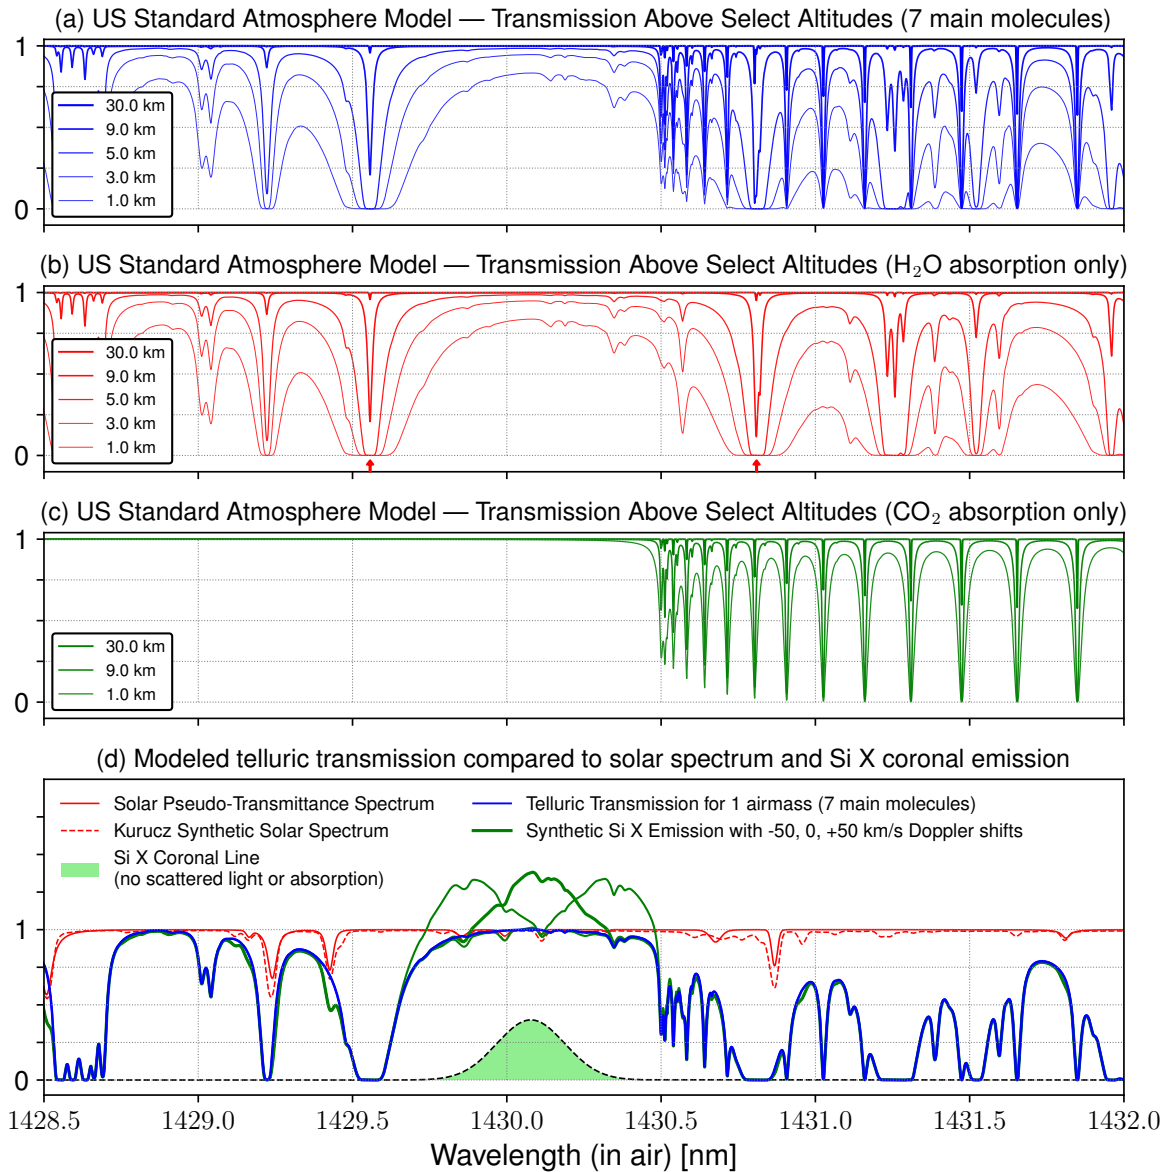 (a) US Standard Atmosphere Model — Transmission Above Select Altitudes (7 main molecules)
1
0
30.0 km
9.0 km
5.0 km
3.0 km
1.0 km
(b) US Standard Atmosphere Model — Transmission Above Select Altitudes (H₂O absorption only)
1
0
30.0 km
9.0 km
5.0 km
3.0 km
1.0 km
(c) US Standard Atmosphere Model — Transmission Above Select Altitudes (CO₂ absorption only)
1
0
30.0 km
9.0 km
1.0 km
(d) Modeled telluric transmission compared to solar spectrum and Si X coronal emission
Solar Pseudo-Transmittance Spectrum
Kurucz Synthetic Solar Spectrum
Si X Coronal Line
(no scattered light or absorption)
Telluric Transmission for 1 airmass (7 main molecules)
Synthetic Si X Emission with -50, 0, +50 km/s Doppler shifts
1
0
1428.5 1429.0 1429.5 1430.0 1430.5 1431.0 1431.5 1432.0
Wavelength (in air) [nm]